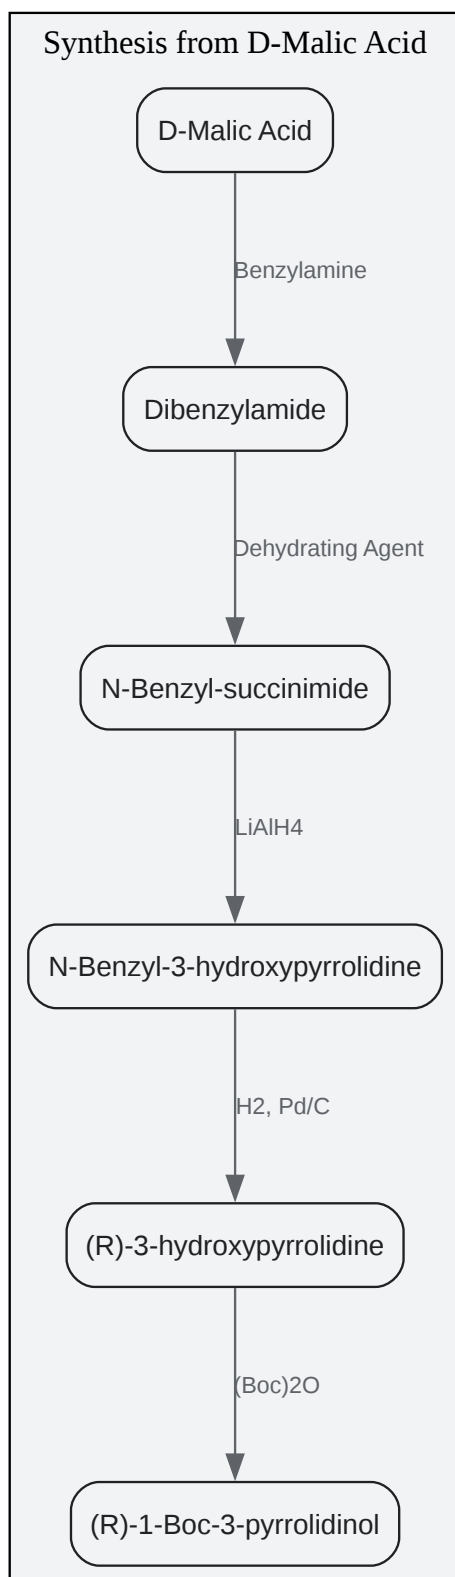 Synthesis from D-Malic Acid
D-Malic Acid
Benzylamine
Dibenzylamide
Dehydrating Agent
N-Benzyl-succinimide
LiAlH4
N-Benzyl-3-hydroxypyrrolidine
H2, Pd/C
(R)-3-hydroxypyrrolidine
(Boc)2O
(R)-1-Boc-3-pyrrolidinol